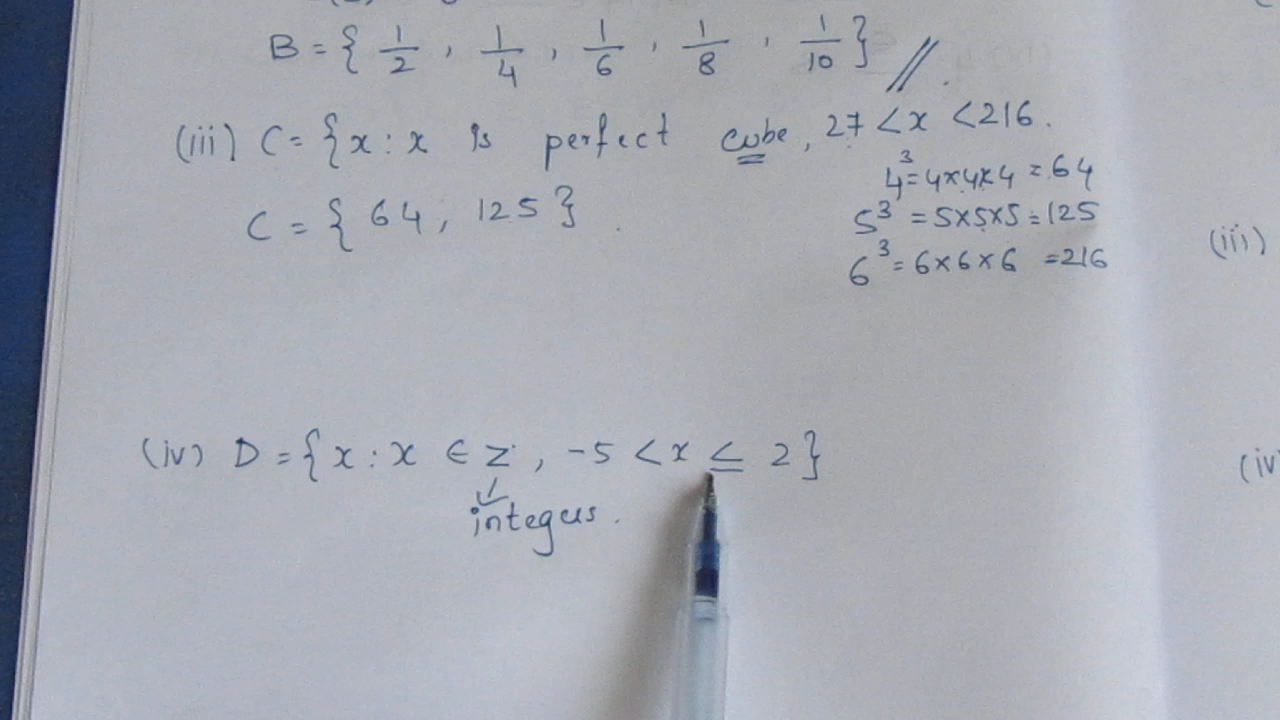 B = { 1/2 , 1/4 , 1/6 , 1/8 , 1/10 } //.
(iii) C = { x : x is perfect cube, 27 < x < 216.
4³ = 4×4×4 = 64
C = { 64, 125 } .
5³ = 5×5×5 = 125
6³ = 6×6×6 = 216
(iii)
(iv) D = { x : x ∈ Z , -5 < x ≤ 2 }
(iv
integers .